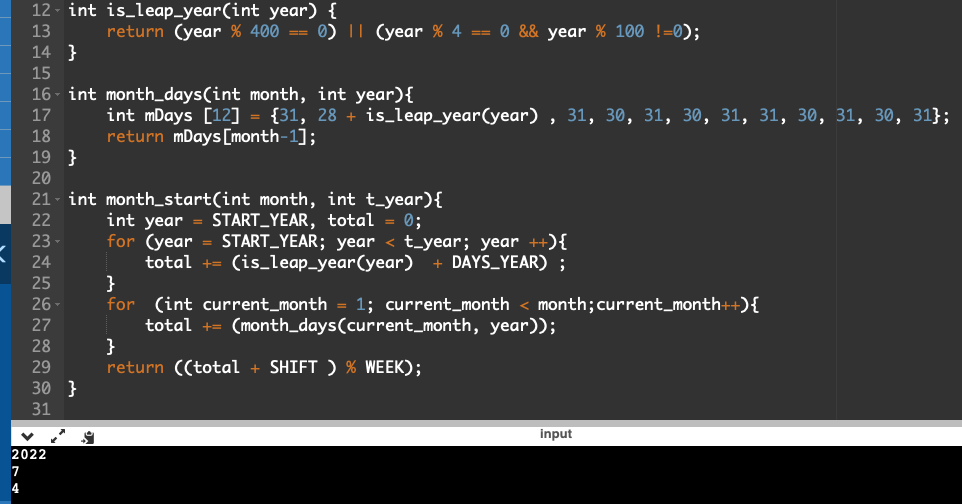 12 int is_leap_year(int year) {
13 return (year % 400 == 0) || (year % 4 == 0 && year % 100 !=0);
14 }
15
16 int month_days(int month, int year){
17 int mDays [12] = {31, 28 + is_leap_year(year) , 31, 30, 31, 30, 31, 31, 30, 31, 30, 31};
18 return mDays[month-1];
19 }
20
21 int month_start(int month, int t_year){
22 int year = START_YEAR, total = 0;
23 for (year = START_YEAR; year < t_year; year ++){
24 total += (is_leap_year(year) + DAYS_YEAR) ;
25 }
26 for (int current_month = 1; current_month < month;current_month++){
27 total += (month_days(current_month, year));
28 }
29 return ((total + SHIFT ) % WEEK);
30 }
31
input
2022
7
4